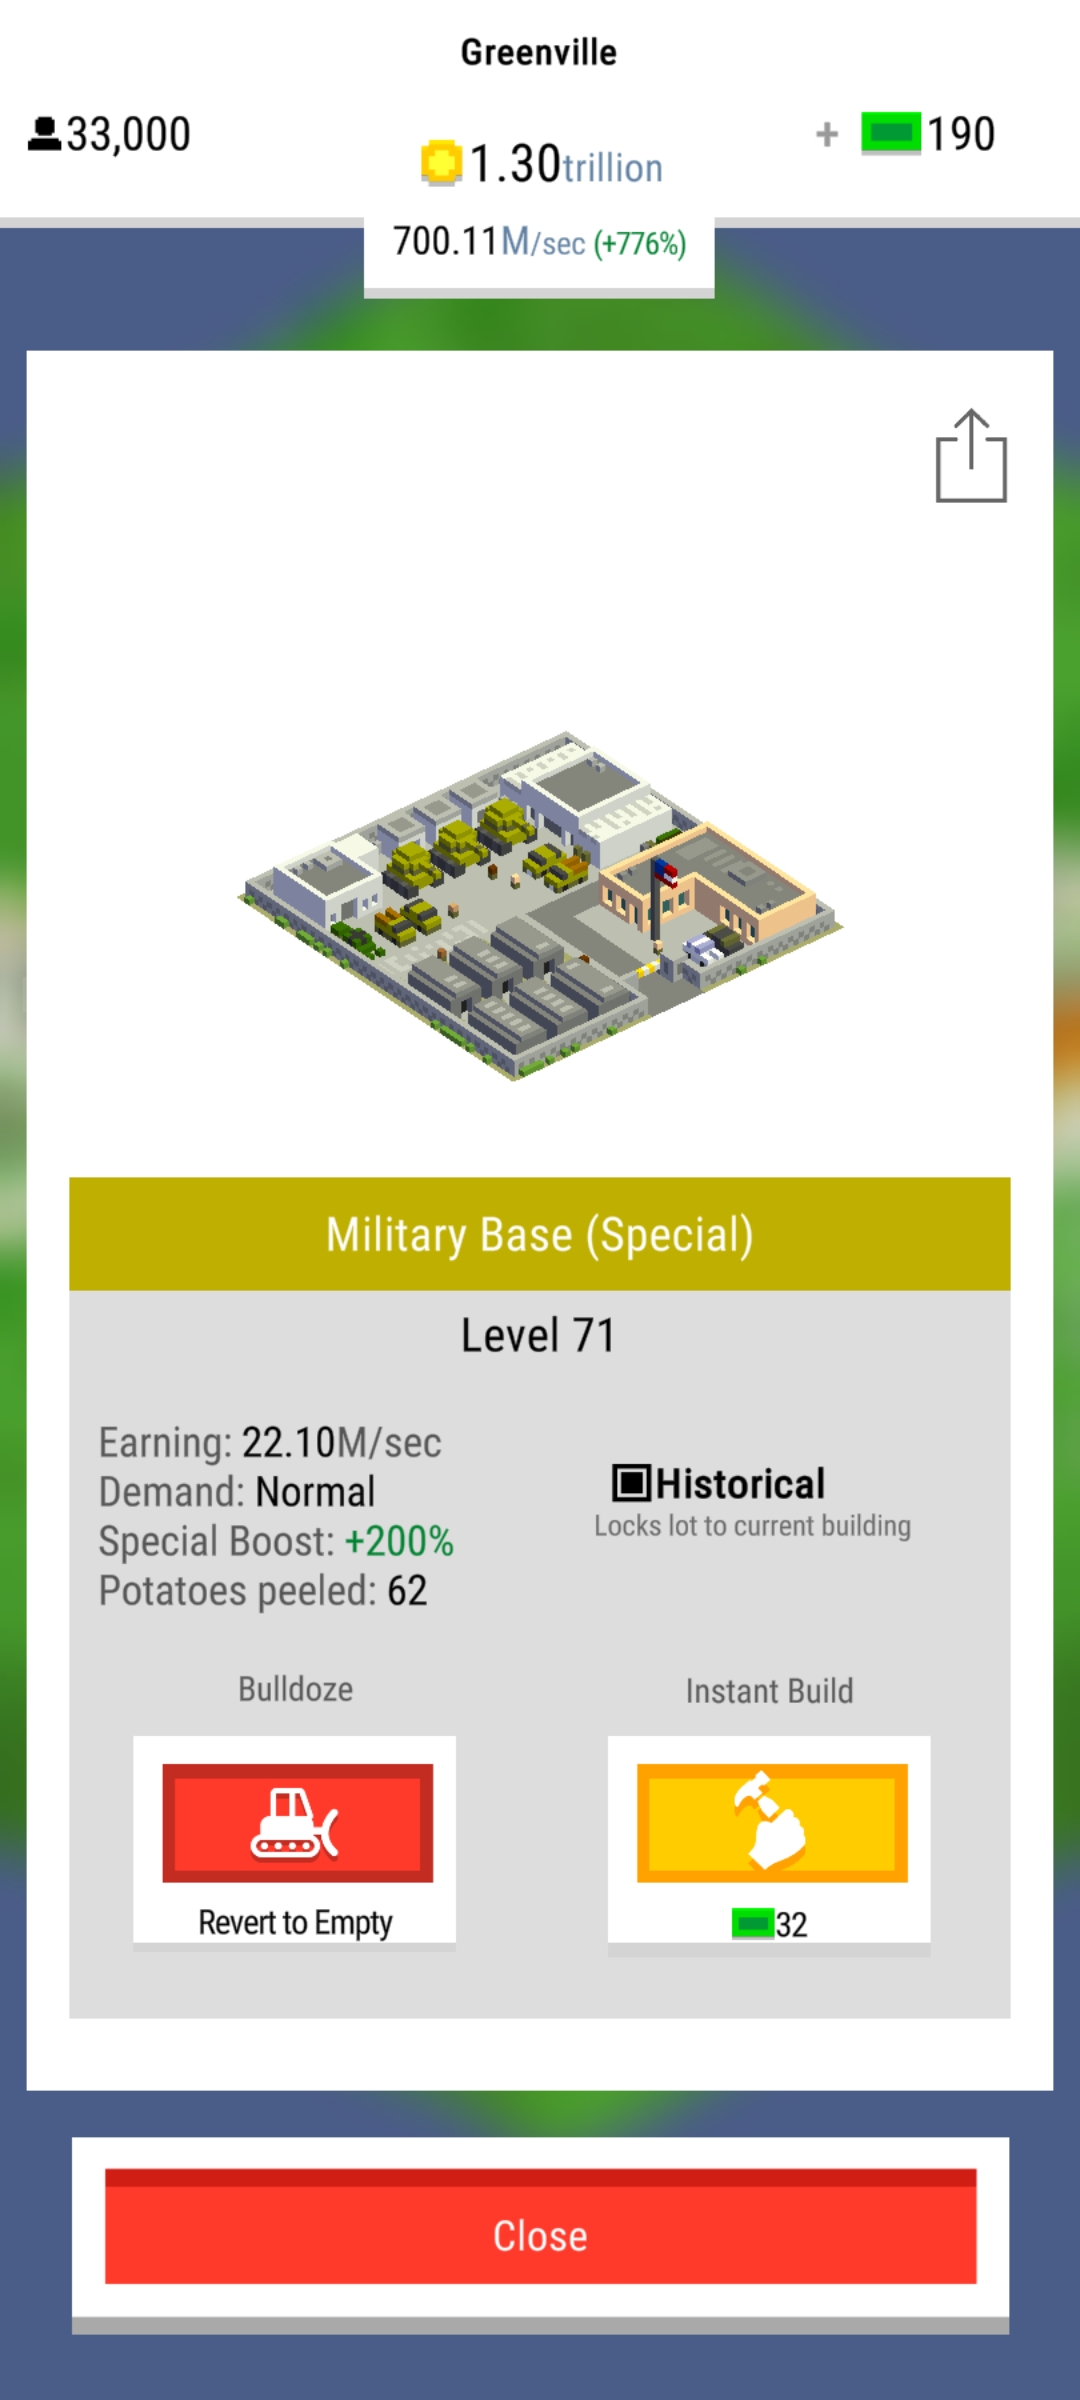 Greenville
33,000
1.30trillion
+ 190
700.11M/sec (+776%)
Military Base (Special)
Level 71
Earning: 22.10M/sec
Demand: Normal
Special Boost: +200%
Potatoes peeled: 62
Historical
Locks lot to current building
Bulldoze
Instant Build
Revert to Empty
32
Close